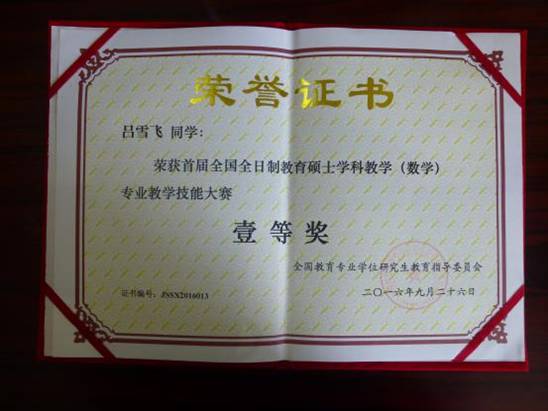 荣誉证书
吕雪飞 同学：
荣获首届全国全日制教育硕士学科教学（数学）
专业教学技能大赛
壹等奖
全国教育专业学位研究生教育指导委员会
证书编号：JSSX2016013
二〇一六年九月二十六日